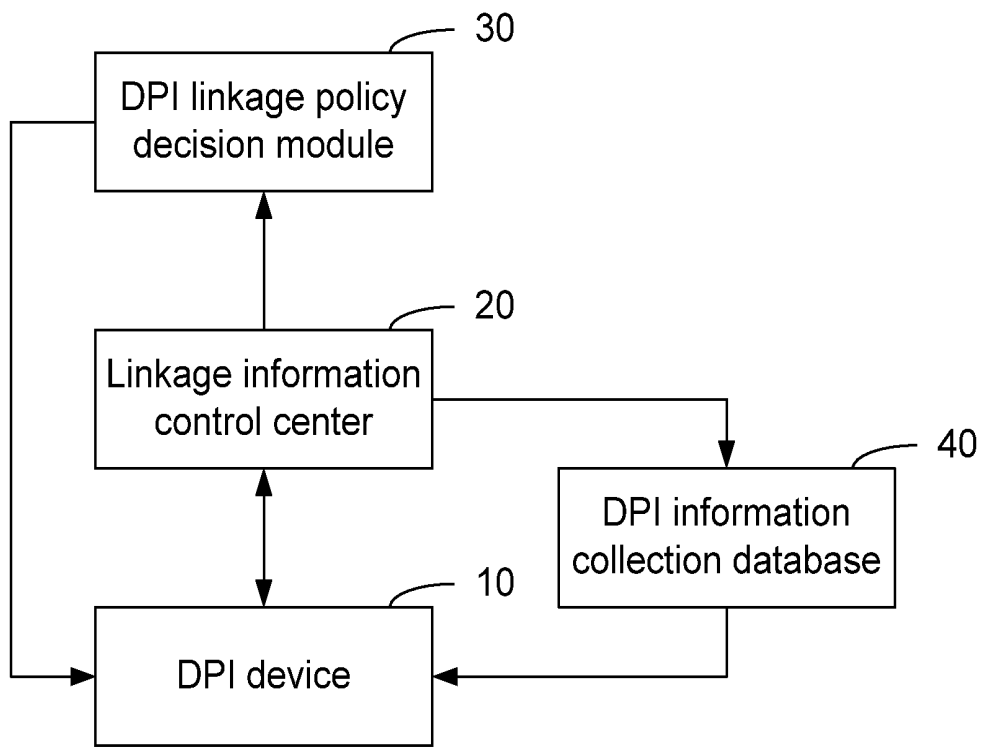 30
DPI linkage policy
decision module
20
Linkage information
control center
40
DPI information
collection database
10
DPI device